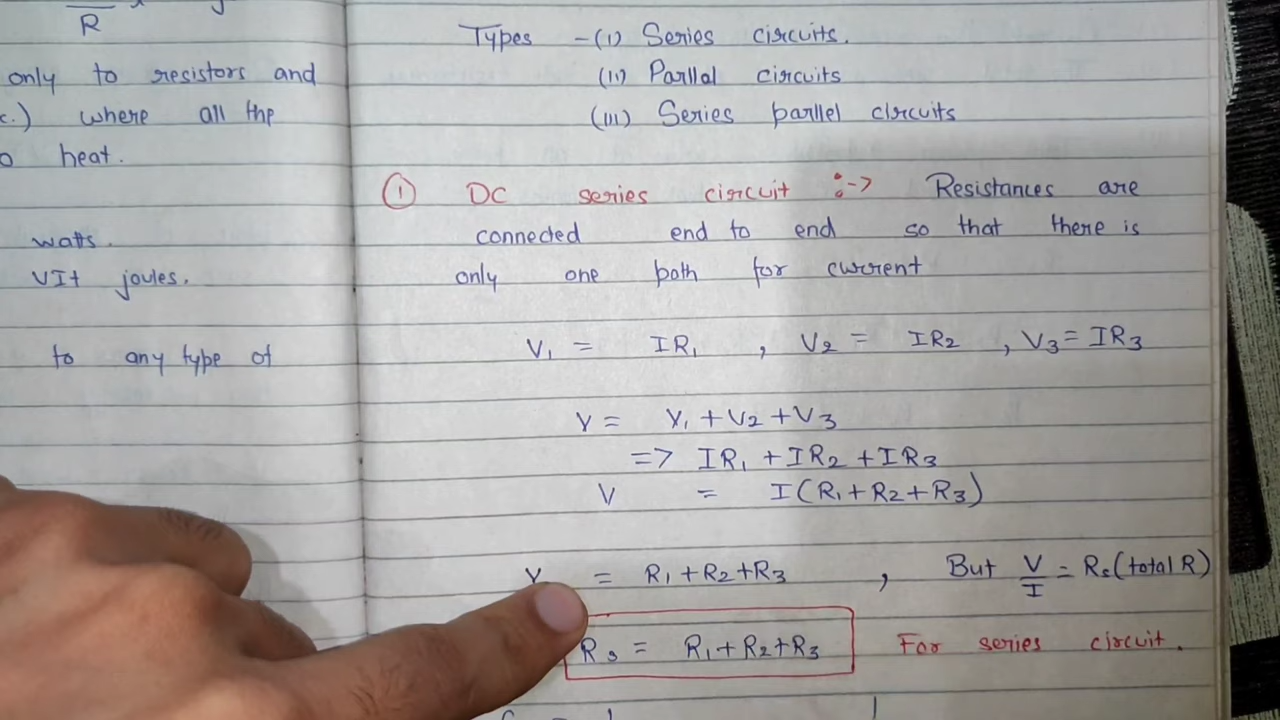 R
only to resistors and
c.) where all the
o heat.
watts.
VIt joules.
to any type of
Types -(i) Series circuits.
(ii) Parllal circuits
(iii) Series parllel circuits
① DC series circuit :-> Resistances are
connected end to end so that there is
only one path for current
V1 = IR1 , V2 = IR2 , V3 = IR3
V = V1 + V2 + V3
=> IR1 + IR2 + IR3
V = I(R1+R2+R3)
V = R1+R2+R3 , But V/I = Rs (total R)
Rs = R1+R2+R3 For series circuit.